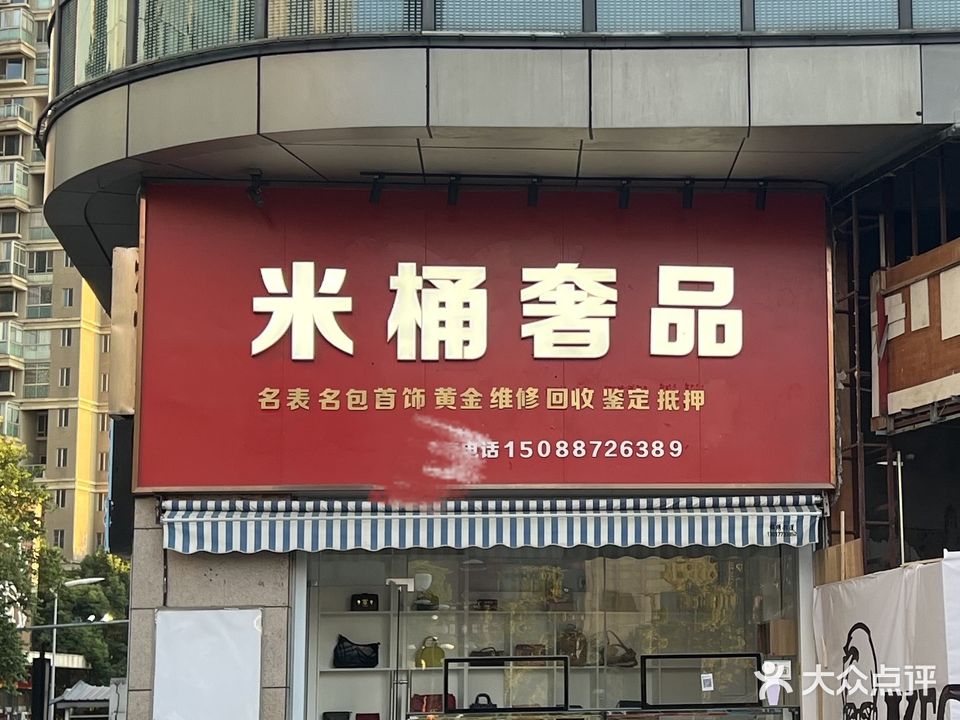 米桶奢品
名表 名包首饰 黄金 维修 回收 鉴定 抵押
电话15088726389
大众点评